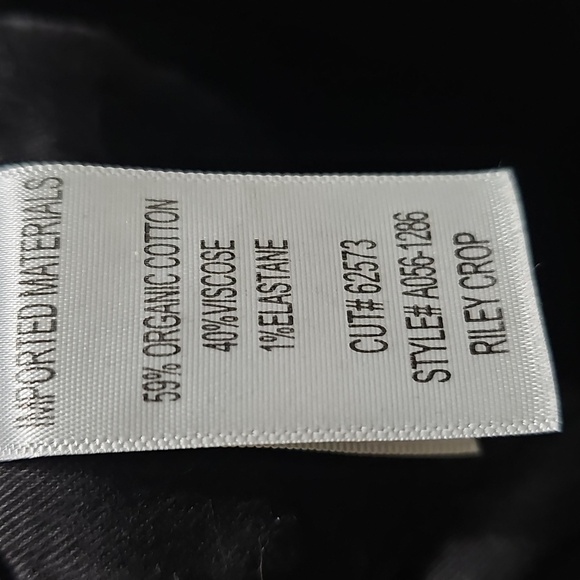 IMPORTED MATERIALS
59% ORGANIC COTTON
40%VISCOSE
1%ELASTANE
CUT# 62573
STYLE# A056-1286
RILEY CROP